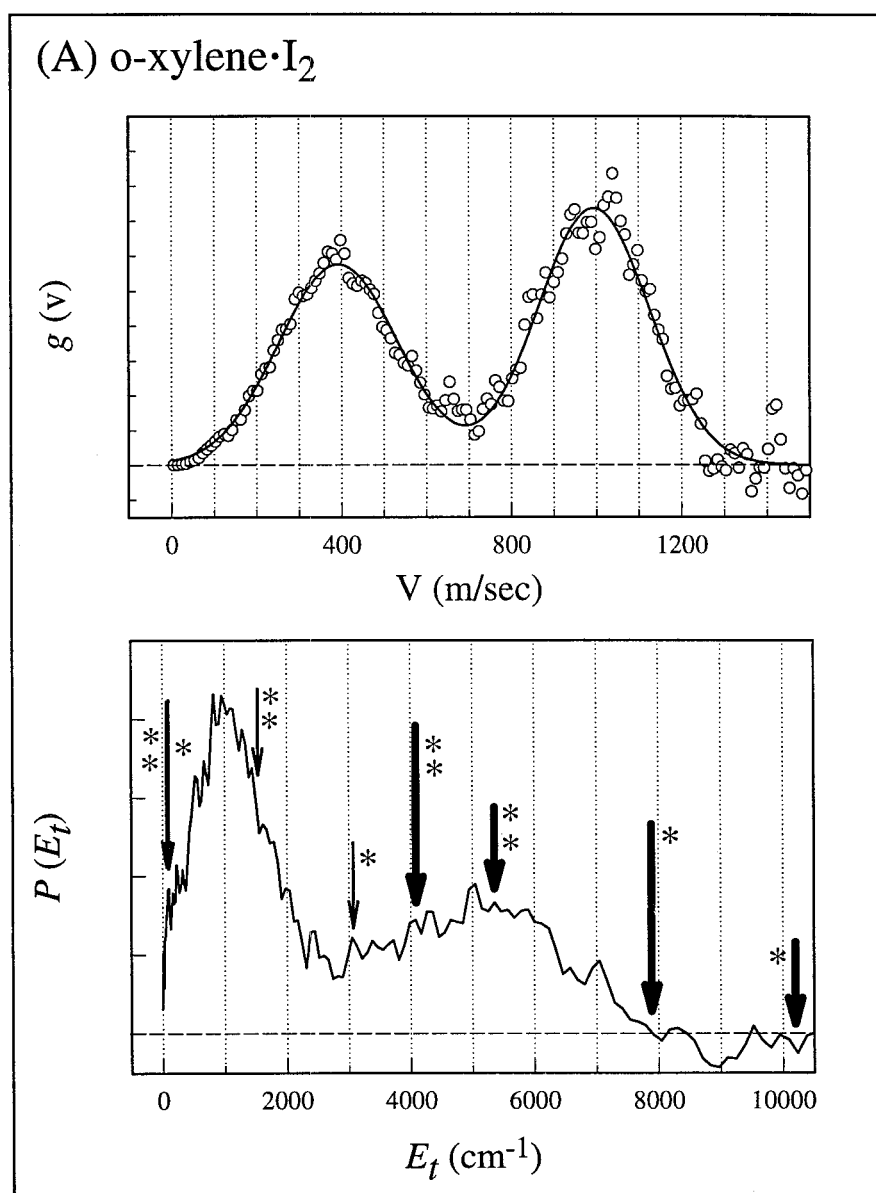 (A) o-xylene·I₂
g (v)
0 400 800 1200
V (m/sec)
P (Eₜ)
* * * * * * * * * * * *
0 2000 4000 6000 8000 10000
Eₜ (cm⁻¹)